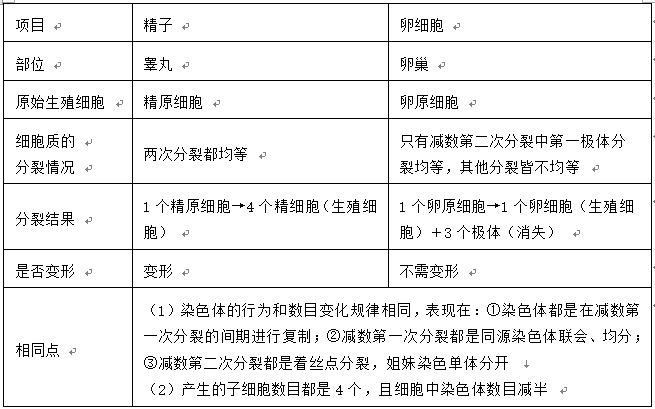 项目 精子 卵细胞
部位 睾丸 卵巢
原始生殖细胞 精原细胞 卵原细胞
细胞质的
分裂情况
两次分裂都均等
只有减数第二次分裂中第一极体分
裂均等，其他分裂皆不均等
分裂结果
1个精原细胞→4个精细胞（生殖细
胞）
1个卵原细胞→1个卵细胞（生殖细
胞）＋3个极体（消失）
是否变形 变形 不需变形
相同点
（1）染色体的行为和数目变化规律相同，表现在：①染色体都是在减数第
一次分裂的间期进行复制；②减数第一次分裂都是同源染色体联会、均分；
③减数第二次分裂都是着丝点分裂，姐妹染色单体分开
（2）产生的子细胞数目都是4个，且细胞中染色体数目减半